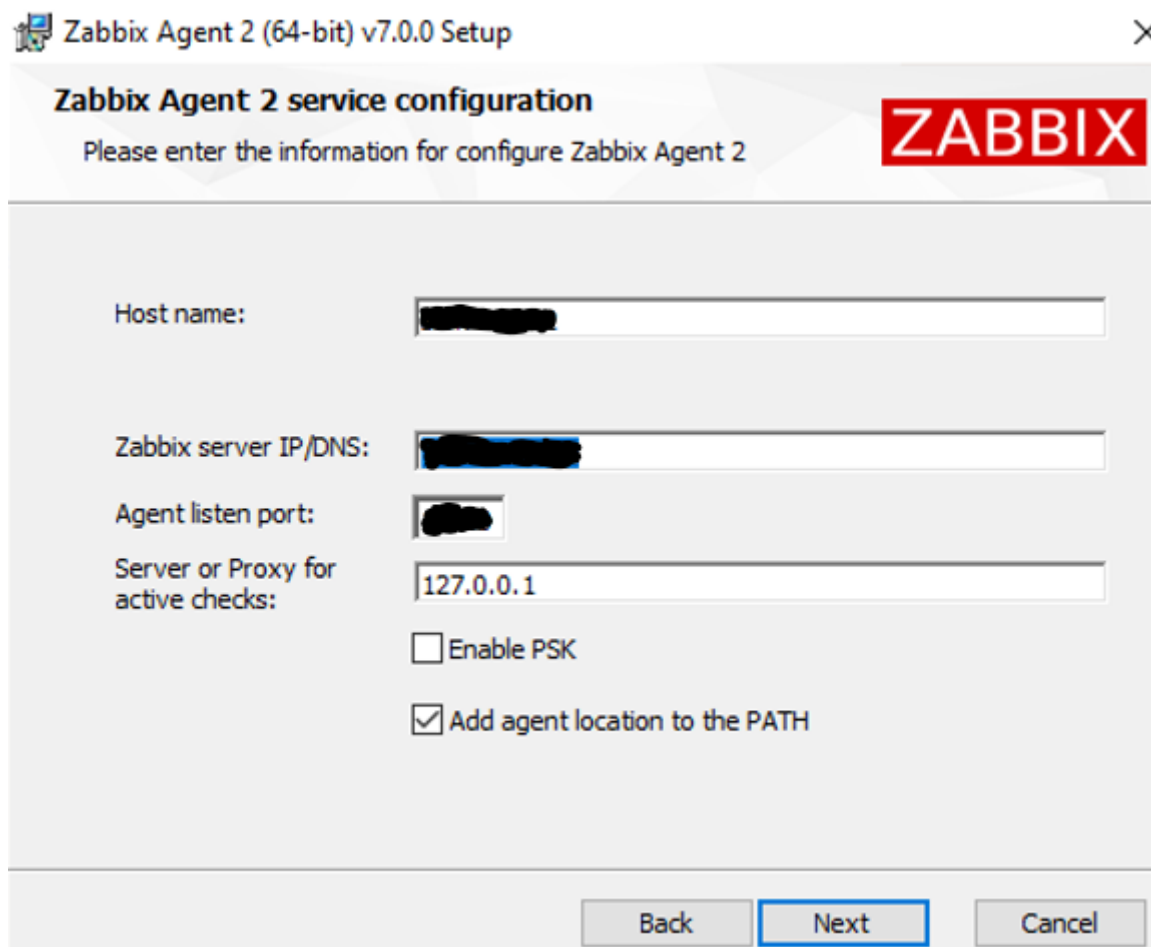 Zabbix Agent 2 (64-bit) v7.0.0 Setup
Zabbix Agent 2 service configuration
Please enter the information for configure Zabbix Agent 2
ZABBIX
Host name:
Zabbix server IP/DNS:
Agent listen port:
Server or Proxy for
active checks:
127.0.0.1
Enable PSK
Add agent location to the PATH
Back
Next
Cancel